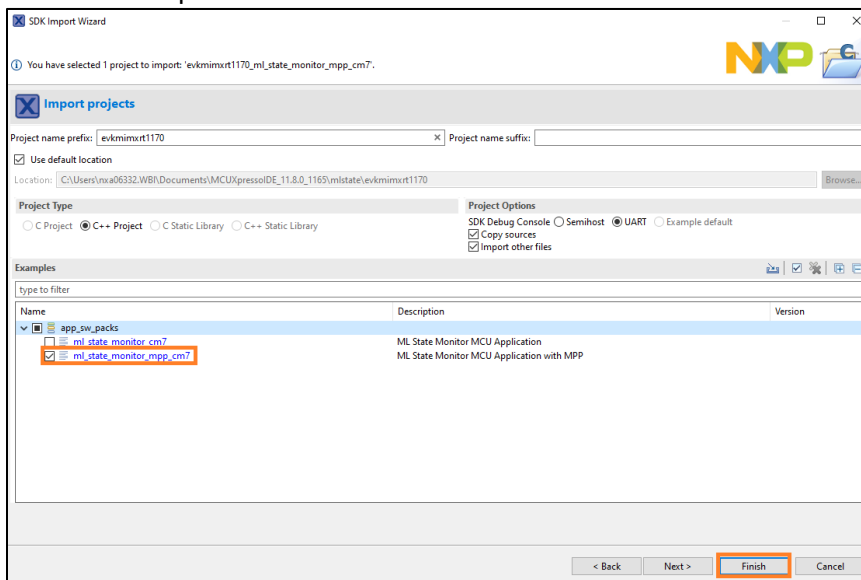 SDK Import Wizard
You have selected 1 project to import: 'evkmimxrt1170_ml_state_monitor_mpp_cm7'.
NXP
Import projects
Project name prefix: evkmimxrt1170 Project name suffix:
Use default location
Location: C:\Users\nxa06332.WBI\Documents\MCUXpressoIDE_11.8.0_1165\mlstate\evkmimxrt1170 Browse...
Project Type Project Options
C Project C++ Project C Static Library C++ Static Library SDK Debug Console Semihost UART Example default
Copy sources
Import other files
Examples
type to filter
Name Description Version
app_sw_packs
ml_state_monitor_cm7 ML State Monitor MCU Application
ml_state_monitor_mpp_cm7 ML State Monitor MCU Application with MPP
< Back Next > Finish Cancel